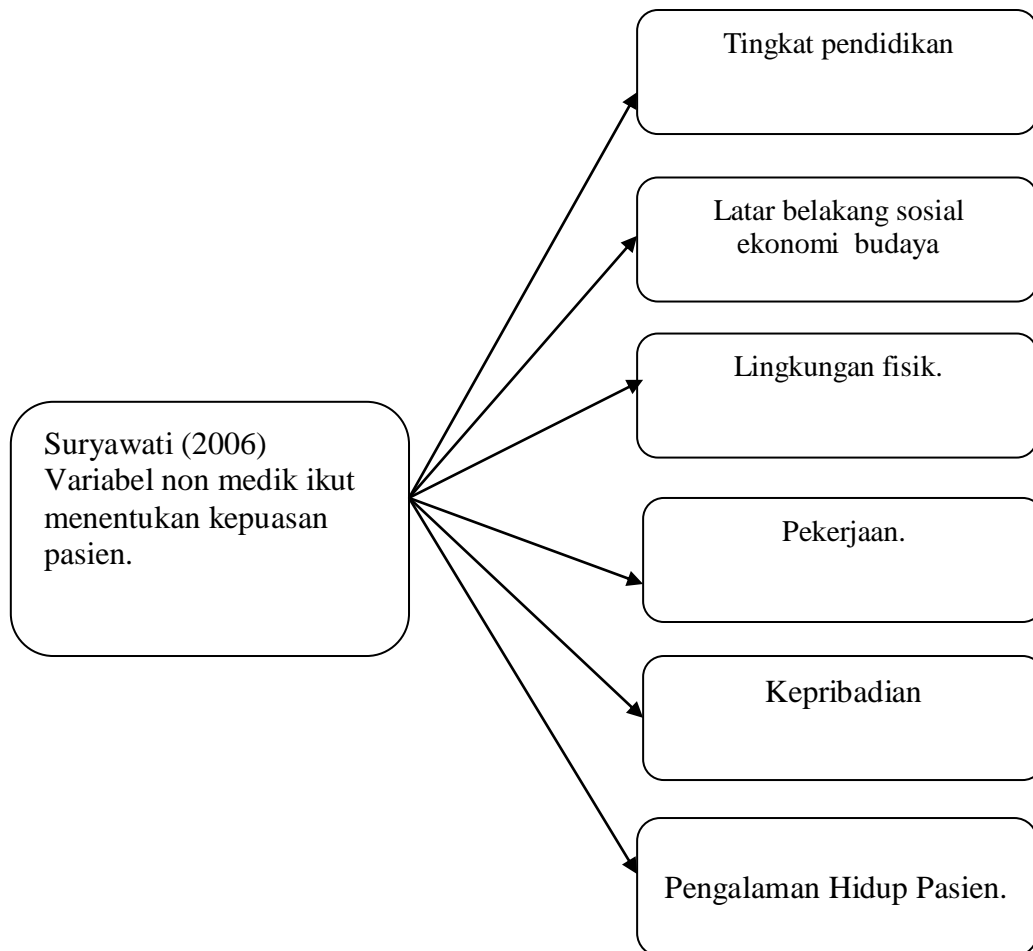 Tingkat pendidikan
Latar belakang sosial
ekonomi budaya
Lingkungan fisik.
Suryawati (2006)
Variabel non medik ikut
menentukan kepuasan
pasien.
Pekerjaan.
Kepribadian
Pengalaman Hidup Pasien.